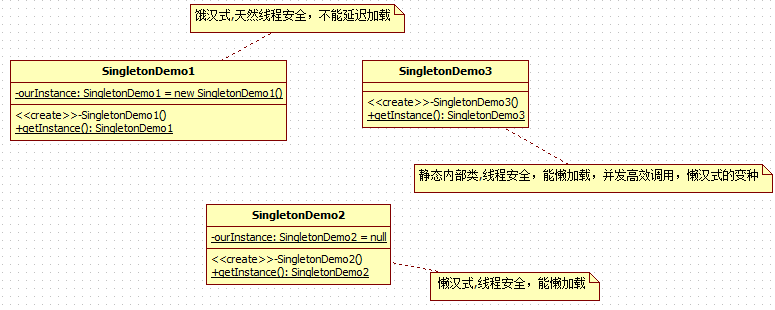 饿汉式,天然线程安全，不能延迟加载
SingletonDemo1
-ourInstance: SingletonDemo1 = new SingletonDemo1()
<<create>>-SingletonDemo1()
+getInstance(): SingletonDemo1
SingletonDemo3
<<create>>-SingletonDemo3()
+getInstance(): SingletonDemo3
静态内部类,线程安全，能懒加载，并发高效调用，懒汉式的变种
SingletonDemo2
-ourInstance: SingletonDemo2 = null
<<create>>-SingletonDemo2()
+getInstance(): SingletonDemo2
懒汉式,线程安全，能懒加载